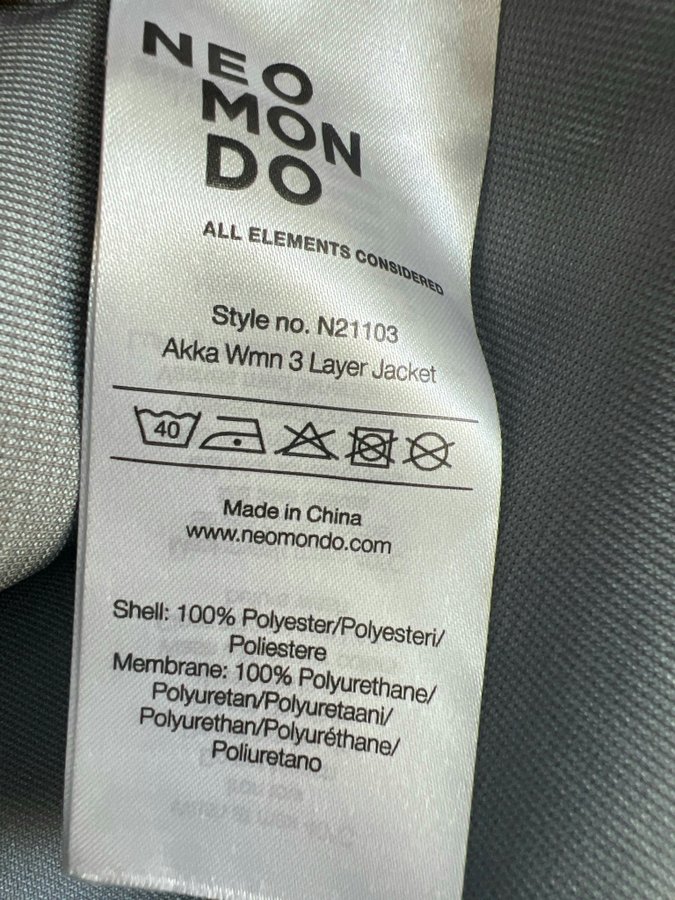 NEO
MON
DO
ALL ELEMENTS CONSIDERED
Style no. N21103
Akka Wmn 3 Layer Jacket
40
Made in China
www.neomondo.com
Shell: 100% Polyester/Polyesteri/
Poliestere
Membrane: 100% Polyurethane/
Polyuretan/Polyuretaani/
Polyurethan/Polyuréthane/
Poliuretano